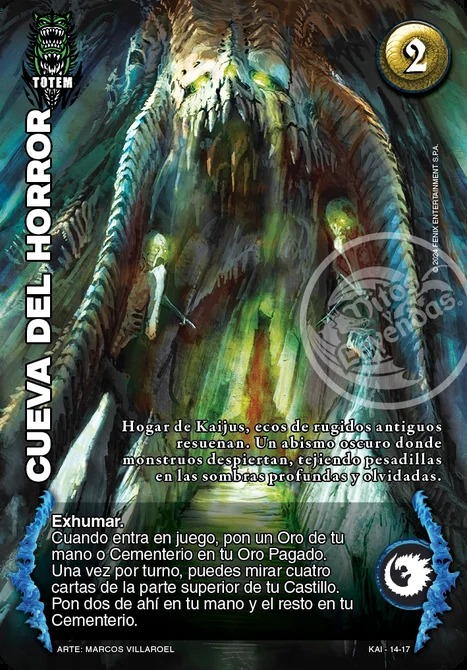 TOTEM
2
CUEVA DEL HORROR
© 2024 FENIX ENTERTAINMENT S.P.A.
Mitos y
Leyendas.
Hogar de Kaijus, ecos de rugidos antiguos
resuenan. Un abismo oscuro donde
monstruos despiertan, tejiendo pesadillas
en las sombras profundas y olvidadas.
Exhumar.
Cuando entra en juego, pon un Oro de tu
mano o Cementerio en tu Oro Pagado.
Una vez por turno, puedes mirar cuatro
cartas de la parte superior de tu Castillo.
Pon dos de ahí en tu mano y el resto en tu
Cementerio.
ARTE: MARCOS VILLAROEL
KAI - 14-17